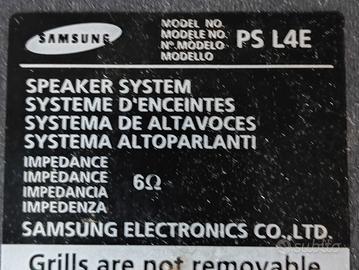 SAMSUNG
MODEL NO.
MODELE NO.
Nº.MODELO
MODELLO
PS L4E
SPEAKER SYSTEM
SYSTEME D'ENCEINTES
SYSTEMA DE ALTAVOCES
SYSTEMA ALTOPARLANTI
IMPEDANCE
IMPÉDANCE
IMPEDANCIA
IMPEDENZA
6Ω
SAMSUNG ELECTRONICS CO.,LTD.
Grills are not removable
subito